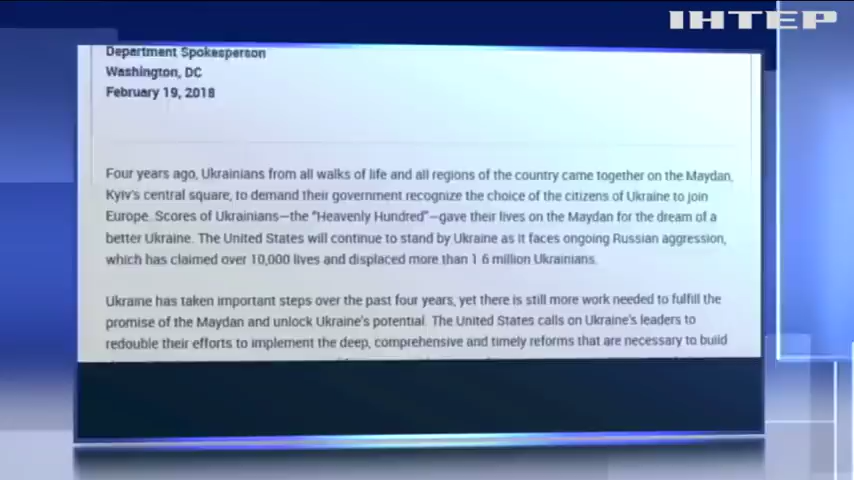 ІНТЕР
Department Spokesperson
Washington, DC
February 19, 2018
Four years ago, Ukrainians from all walks of life and all regions of the country came together on the Maydan,
Kyiv's central square, to demand their government recognize the choice of the citizens of Ukraine to join
Europe. Scores of Ukrainians—the "Heavenly Hundred"—gave their lives on the Maydan for the dream of a
better Ukraine. The United States will continue to stand by Ukraine as it faces ongoing Russian aggression,
which has claimed over 10,000 lives and displaced more than 1.6 million Ukrainians.
Ukraine has taken important steps over the past four years, yet there is still more work needed to fulfill the
promise of the Maydan and unlock Ukraine's potential. The United States calls on Ukraine's leaders to
redouble their efforts to implement the deep, comprehensive and timely reforms that are necessary to build